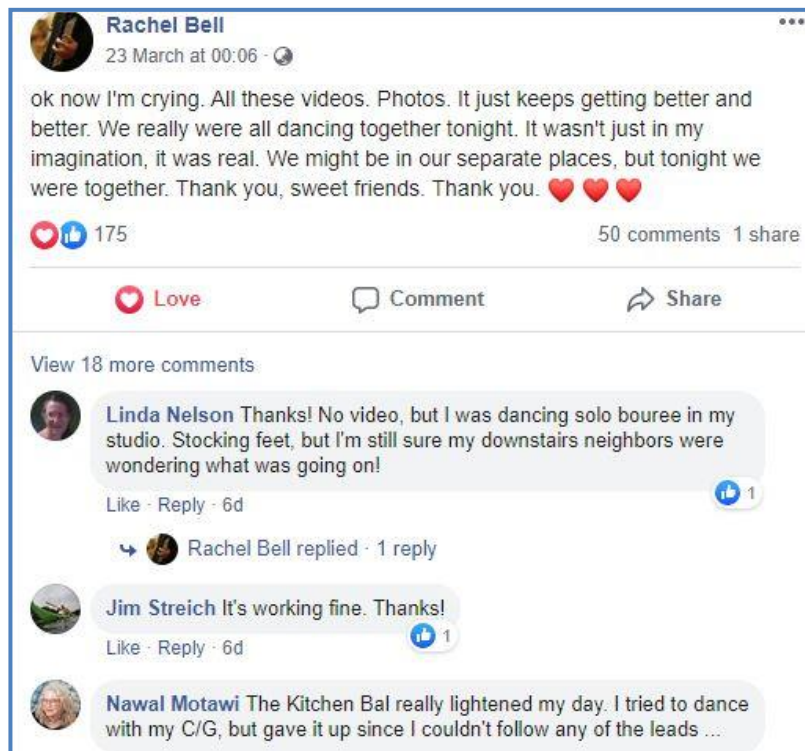 Rachel Bell
23 March at 00:06 ·
ok now I'm crying. All these videos. Photos. It just keeps getting better and
better. We really were all dancing together tonight. It wasn't just in my
imagination, it was real. We might be in our separate places, but tonight we
were together. Thank you, sweet friends. Thank you. ❤️ ❤️ ❤️
175
50 comments 1 share
Love
Comment
Share
View 18 more comments
Linda Nelson Thanks! No video, but I was dancing solo bouree in my
studio. Stocking feet, but I'm still sure my downstairs neighbors were
wondering what was going on!
1
Like · Reply · 6d
Rachel Bell replied · 1 reply
Jim Streich It's working fine. Thanks!
1
Like · Reply · 6d
Nawal Motawi The Kitchen Bal really lightened my day. I tried to dance
with my C/G, but gave it up since I couldn't follow any of the leads ...